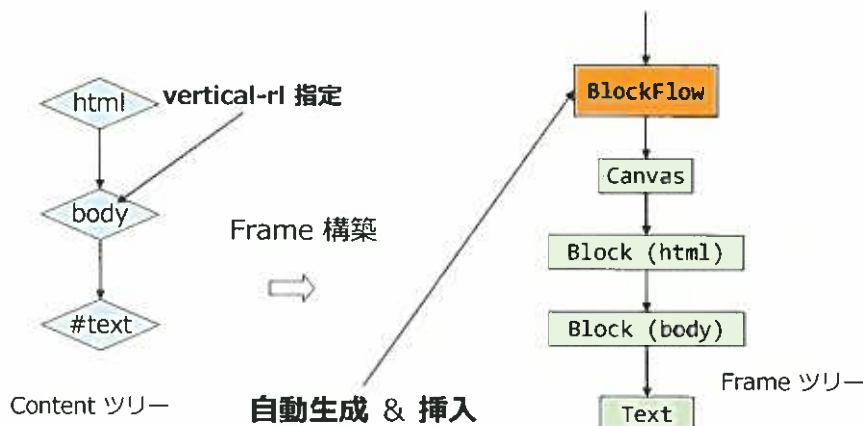 html
vertical-rl 指定
body
#text
Content ツリー
Frame 構築
自動生成 & 挿入
BlockFlow
Canvas
Block (html)
Block (body)
Text
Frame ツリー